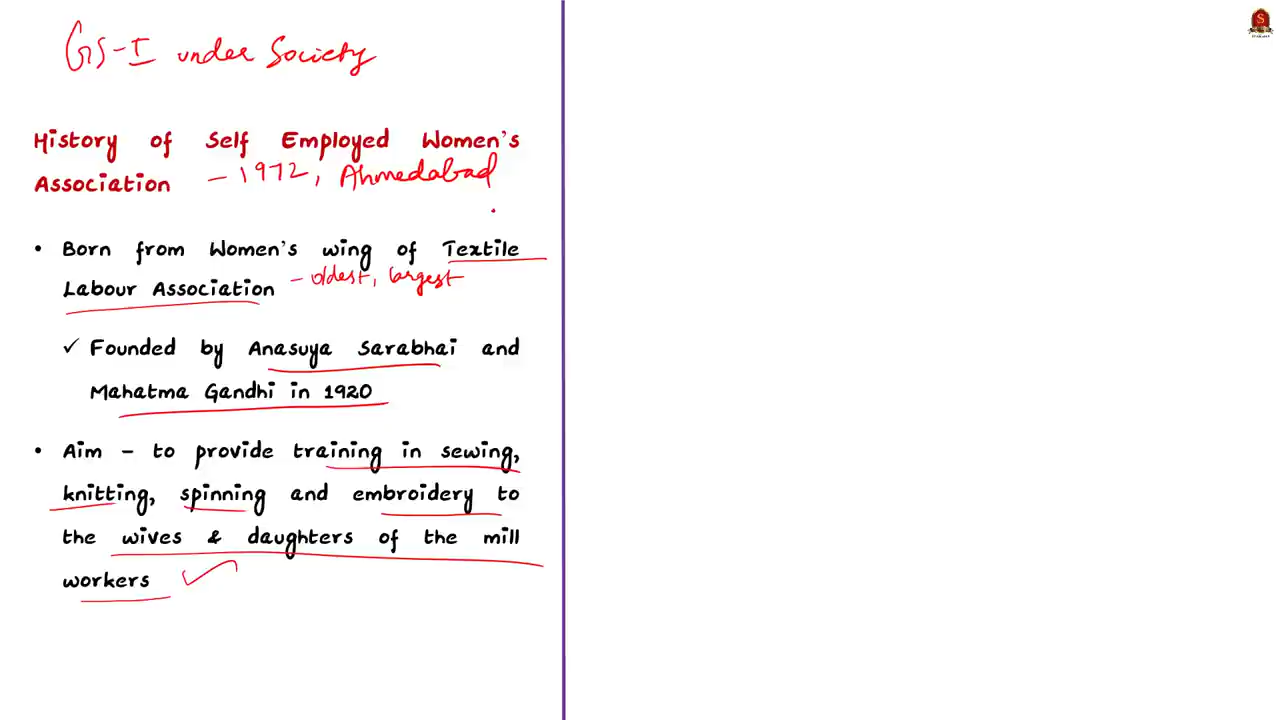 GS-I under Society
History of Self Employed Women's
Association - 1972, Ahmedabad
• Born from Women's wing of Textile
Labour Association - oldest, largest
✓ Founded by Anasuya Sarabhai and
Mahatma Gandhi in 1920
• Aim - to provide training in sewing,
knitting, spinning and embroidery to
the wives & daughters of the mill
workers